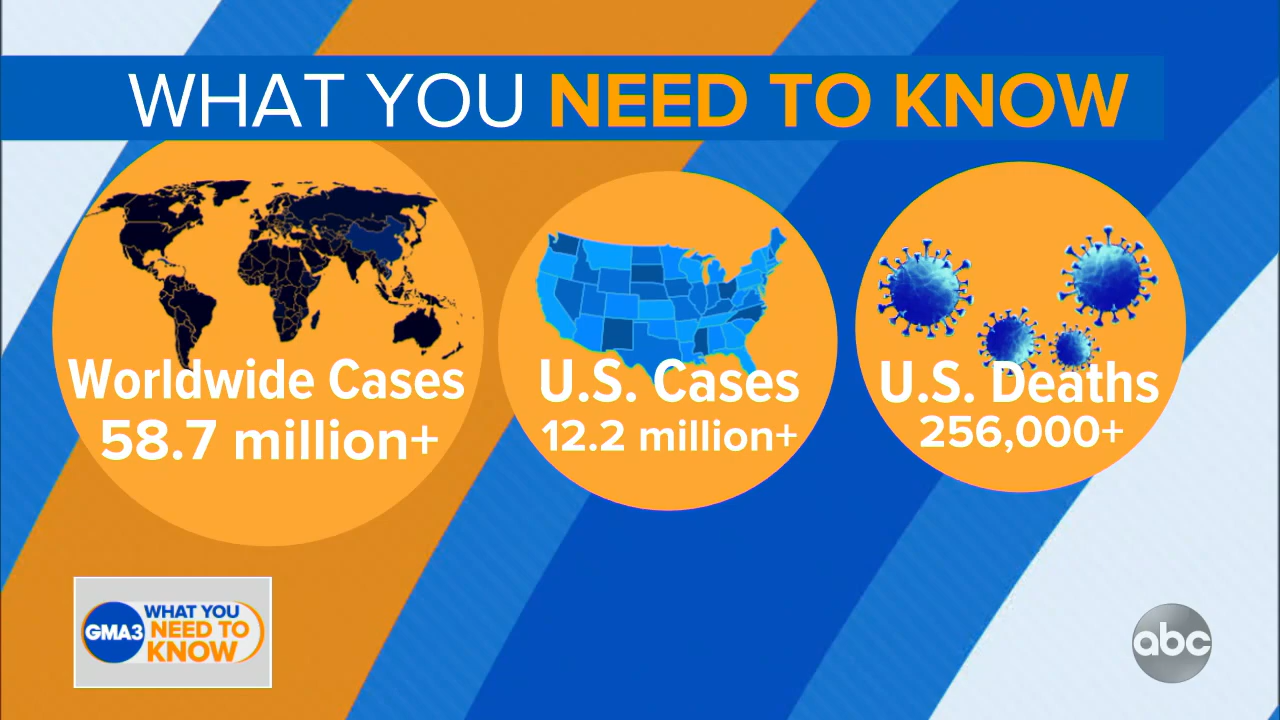 WHAT YOU NEED TO KNOW
Worldwide Cases
58.7 million+
U.S. Cases
12.2 million+
U.S. Deaths
256,000+
GMA3
WHAT YOU
NEED TO
KNOW
abc